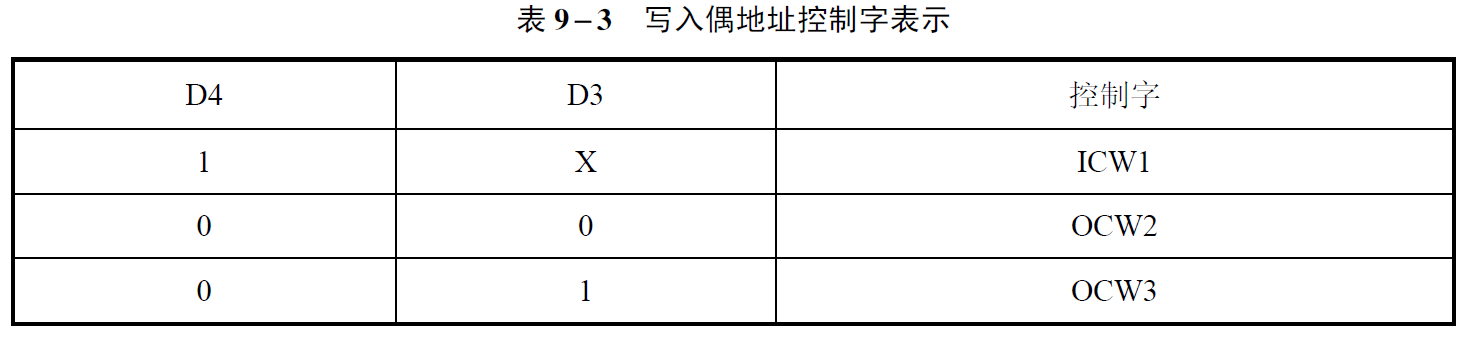 表 9-3 写入偶地址控制字表示
D4 D3 控制字
1 X ICW1
0 0 OCW2
0 1 OCW3